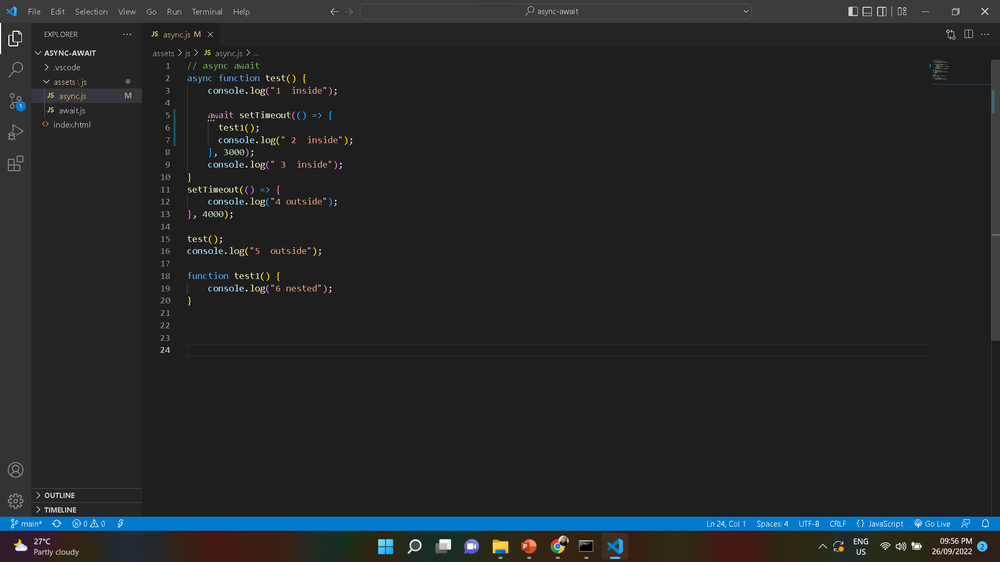 File Edit Selection View Go Run Terminal Help
async-await
EXPLORER
ASYNC-AWAIT
.vscode
assets\js
JS async.js M
JS await.js
<> index.html
OUTLINE
TIMELINE
JS async.js M
assets > js > JS async.js > ...
1 // async await
2 async function test() {
3     console.log("1  inside");
4
5     await setTimeout(() => {
6       test1();
7       console.log(" 2  inside");
8     }, 3000);
9     console.log(" 3  inside");
10 }
11 setTimeout(() => {
12     console.log("4 outside");
13 }, 4000);
14
15 test();
16 console.log("5  outside");
17
18 function test1() {
19     console.log("6 nested");
20 }
21
22
23
24
1
main* 0 0
Ln 24, Col 1 Spaces: 4 UTF-8 CRLF {} JavaScript Go Live
27°C
Partly cloudy
ENG
US
09:56 PM
26/09/2022
2